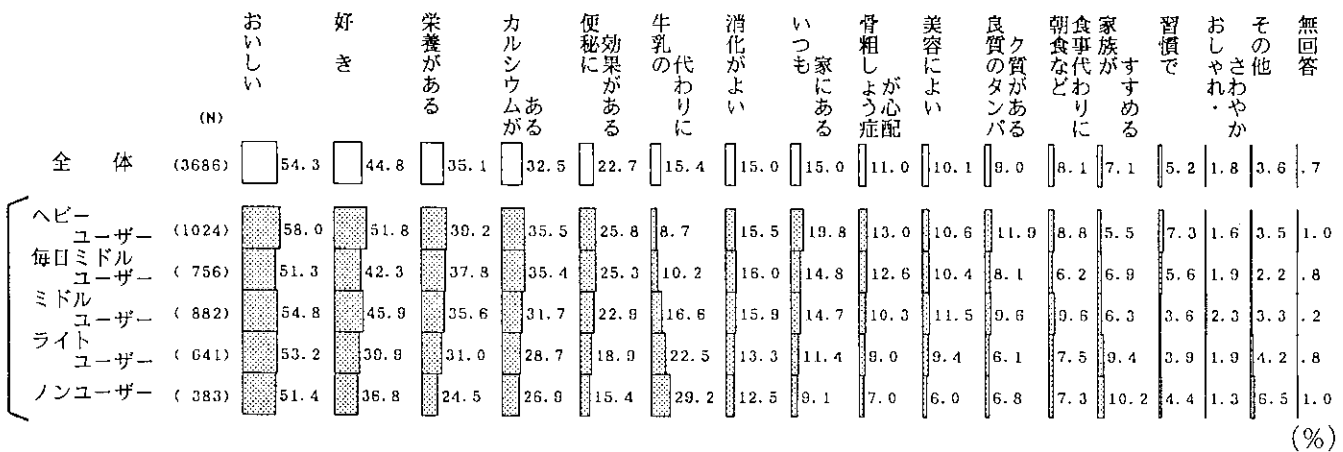 おいしい
好き
栄養がある
カルシウムが
ある
便秘に
効果がある
牛乳の
代わりに
消化がよい
いつも
家にある
骨粗しょう症
が心配
美容によい
良質のタンパ
ク質がある
朝食など
食事代わりに
家族が
すすめる
習慣で
おしゃれ・
さわやか
その他
無回答
(N)
全体 (3686) 54.3 44.8 35.1 32.5 22.7 15.4 15.0 15.0 11.0 10.1 9.0 8.1 7.1 5.2 1.8 3.6 .7
ヘビー
ユーザー (1024) 58.0 51.8 39.2 35.5 25.8 8.7 15.5 19.8 13.0 10.6 11.9 8.8 5.5 7.3 1.6 3.5 1.0
毎日ミドル
ユーザー ( 756) 51.3 42.3 37.8 35.4 25.3 10.2 16.0 14.8 12.6 10.4 8.1 6.2 6.9 5.6 1.9 2.2 .8
ミドル
ユーザー ( 882) 54.8 45.9 35.6 31.7 22.9 16.6 15.9 14.7 10.3 11.5 9.6 9.6 6.3 3.6 2.3 3.3 .2
ライト
ユーザー ( 641) 53.2 39.9 31.0 28.7 18.9 22.5 13.3 11.4 9.0 9.4 6.1 7.5 9.4 3.9 1.9 4.2 .8
ノンユーザー ( 383) 51.4 36.8 24.5 26.9 15.4 29.2 12.5 9.1 7.0 6.0 6.8 7.3 10.2 4.4 1.3 6.5 1.0
(%)